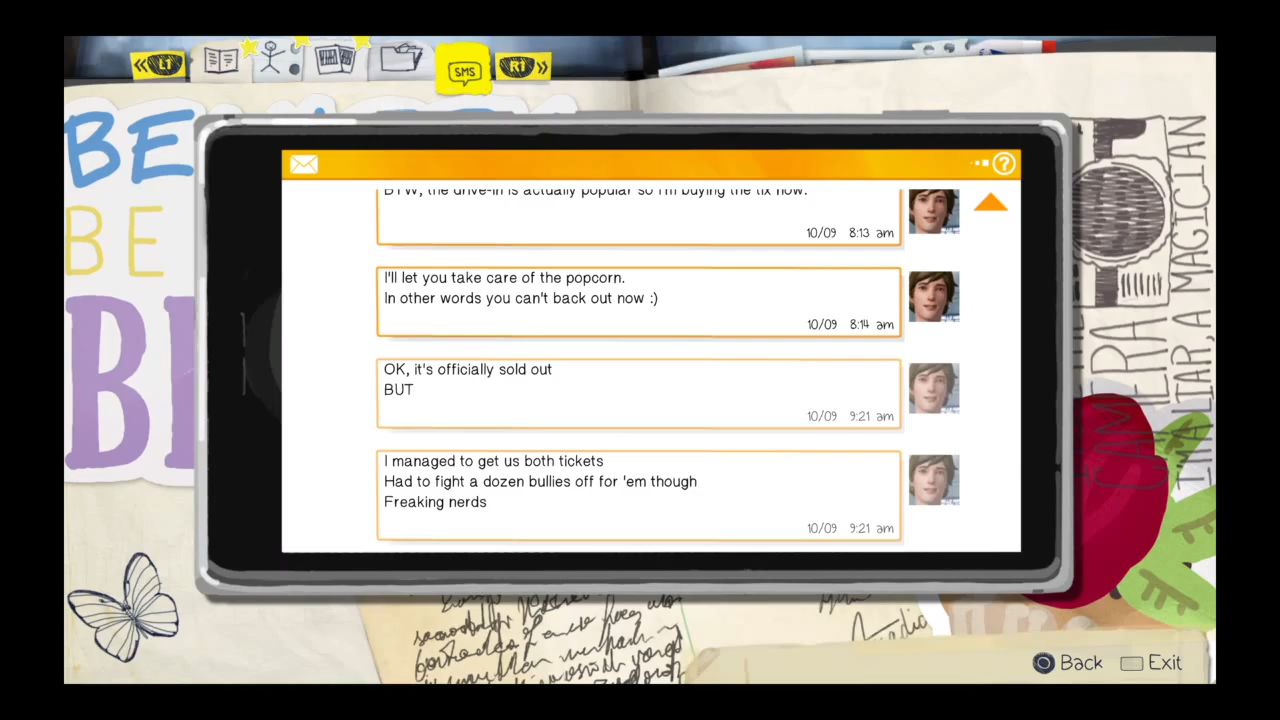 L1
SMS
R1
BE
BE
BTW, the drive-in is actually popular so I'm buying the tix now.
10/09 8:13 am
I'll let you take care of the popcorn.
In other words you can't back out now :)
10/09 8:14 am
OK, it's officially sold out
BUT
10/09 9:21 am
I managed to get us both tickets
Had to fight a dozen bullies off for 'em though
Freaking nerds
10/09 9:21 am
?
CAMERA
LIAR, A MAGICIAN
Back
Exit